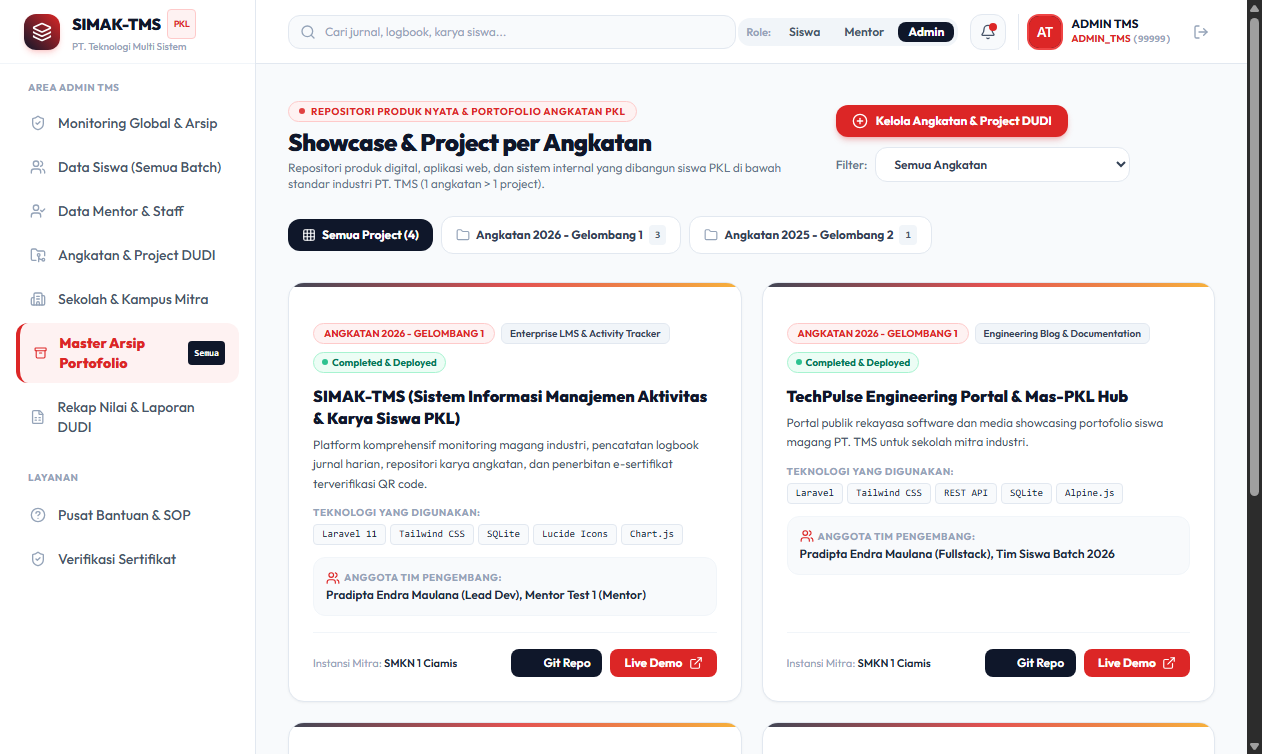 SIMAK-TMS PKL
PT. Teknologi Multi Sistem
Cari jurnal, logbook, karya siswa...
Role: Siswa Mentor Admin
AT
ADMIN TMS
ADMIN_TMS (99999)
AREA ADMIN TMS
Monitoring Global & Arsip
Data Siswa (Semua Batch)
Data Mentor & Staff
Angkatan & Project DUDI
Sekolah & Kampus Mitra
Master Arsip
Portofolio
Semua
Rekap Nilai & Laporan
DUDI
LAYANAN
Pusat Bantuan & SOP
Verifikasi Sertifikat
REPOSITORI PRODUK NYATA & PORTOFOLIO ANGKATAN PKL
Showcase & Project per Angkatan
Repositori produk digital, aplikasi web, dan sistem internal yang dibangun siswa PKL di bawah
standar industri PT. TMS (1 angkatan > 1 project).
Kelola Angkatan & Project DUDI
Filter: Semua Angkatan
Semua Project (4)
Angkatan 2026 - Gelombang 1 3
Angkatan 2025 - Gelombang 2 1
ANGKATAN 2026 - GELOMBANG 1
Enterprise LMS & Activity Tracker
Completed & Deployed
SIMAK-TMS (Sistem Informasi Manajemen Aktivitas
& Karya Siswa PKL)
Platform komprehensif monitoring magang industri, pencatatan logbook
jurnal harian, repositori karya angkatan, dan penerbitan e-sertifikat
terverifikasi QR code.
TEKNOLOGI YANG DIGUNAKAN:
Laravel 11 Tailwind CSS SQLite Lucide Icons Chart.js
ANGGOTA TIM PENGEMBANG:
Pradipta Endra Maulana (Lead Dev), Mentor Test 1 (Mentor)
Instansi Mitra: SMKN 1 Ciamis
Git Repo
Live Demo
ANGKATAN 2026 - GELOMBANG 1
Engineering Blog & Documentation
Completed & Deployed
TechPulse Engineering Portal & Mas-PKL Hub
Portal publik rekayasa software dan media showcasing portofolio siswa
magang PT. TMS untuk sekolah mitra industri.
TEKNOLOGI YANG DIGUNAKAN:
Laravel Tailwind CSS REST API SQLite Alpine.js
ANGGOTA TIM PENGEMBANG:
Pradipta Endra Maulana (Fullstack), Tim Siswa Batch 2026
Instansi Mitra: SMKN 1 Ciamis
Git Repo
Live Demo